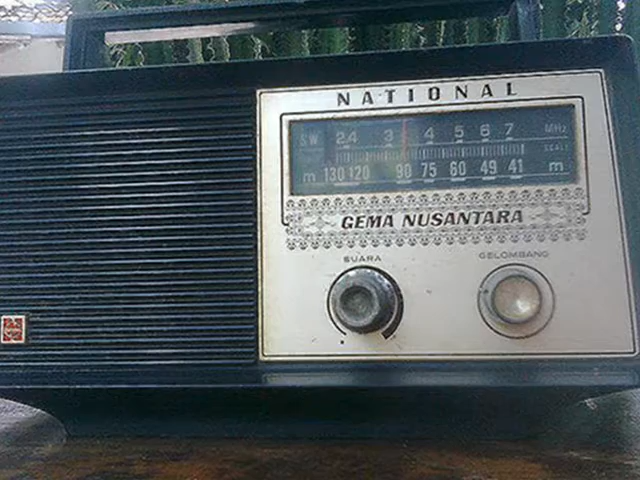 NATIONAL
SW 2.4 3 4 5 6 7 MHz
SCALE
m 130 120 90 75 60 49 41 m
GEMA NUSANTARA
SUARA GELOMBANG